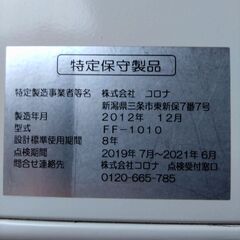 特定保守製品
特定製造事業者等名 株式会社 コロナ
新潟県三条市東新保7番7号
製造年月 2012年 12月
型式 FF-1010
設計標準使用期間 8年
点検期間 2019年 7月~2021年 6月
問合せ連絡先 株式会社コロナ 点検受付窓口
0120-665-785